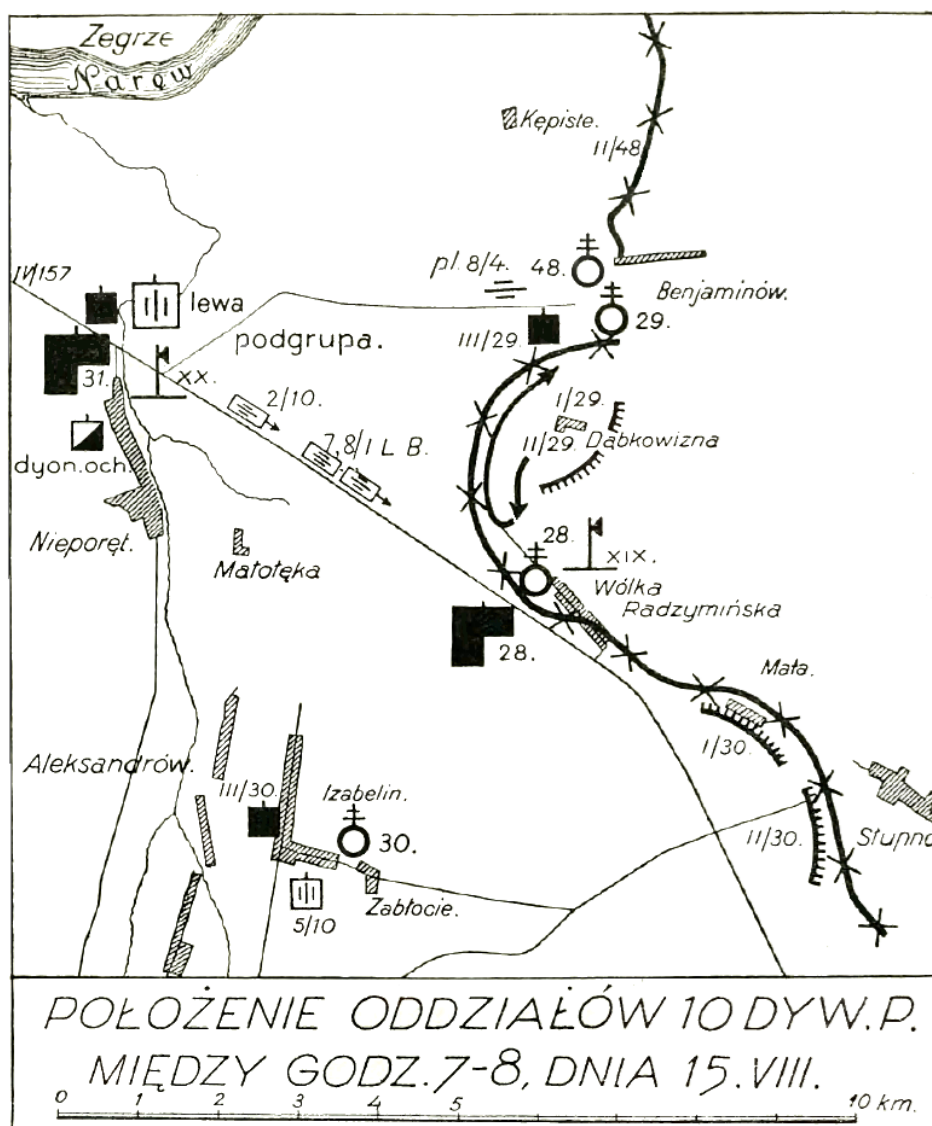 Zegrze
Narew
Kępiste.
II/48
IV/157
lewa
pl. 8/4.
48.
Benjaminów.
29.
III/29.
podgrupa.
31.
XX.
2/10.
I/29.
dyon.och.
7,8/I L B.
II/29.
Dąbkowizna
Nieporęt.
Małołęka
28.
XIX.
Wólka
Radzymińska
28.
Mała.
I/30.
Aleksandrów.
III/30.
Izabelin.
30.
II/30.
Słupno
Zabłocie.
5/10
POŁOŻENIE ODDZIAŁÓW 10 DYW.P.
MIĘDZY GODZ. 7-8, DNIA 15.VIII.
0 1 2 3 4 5 10 km.